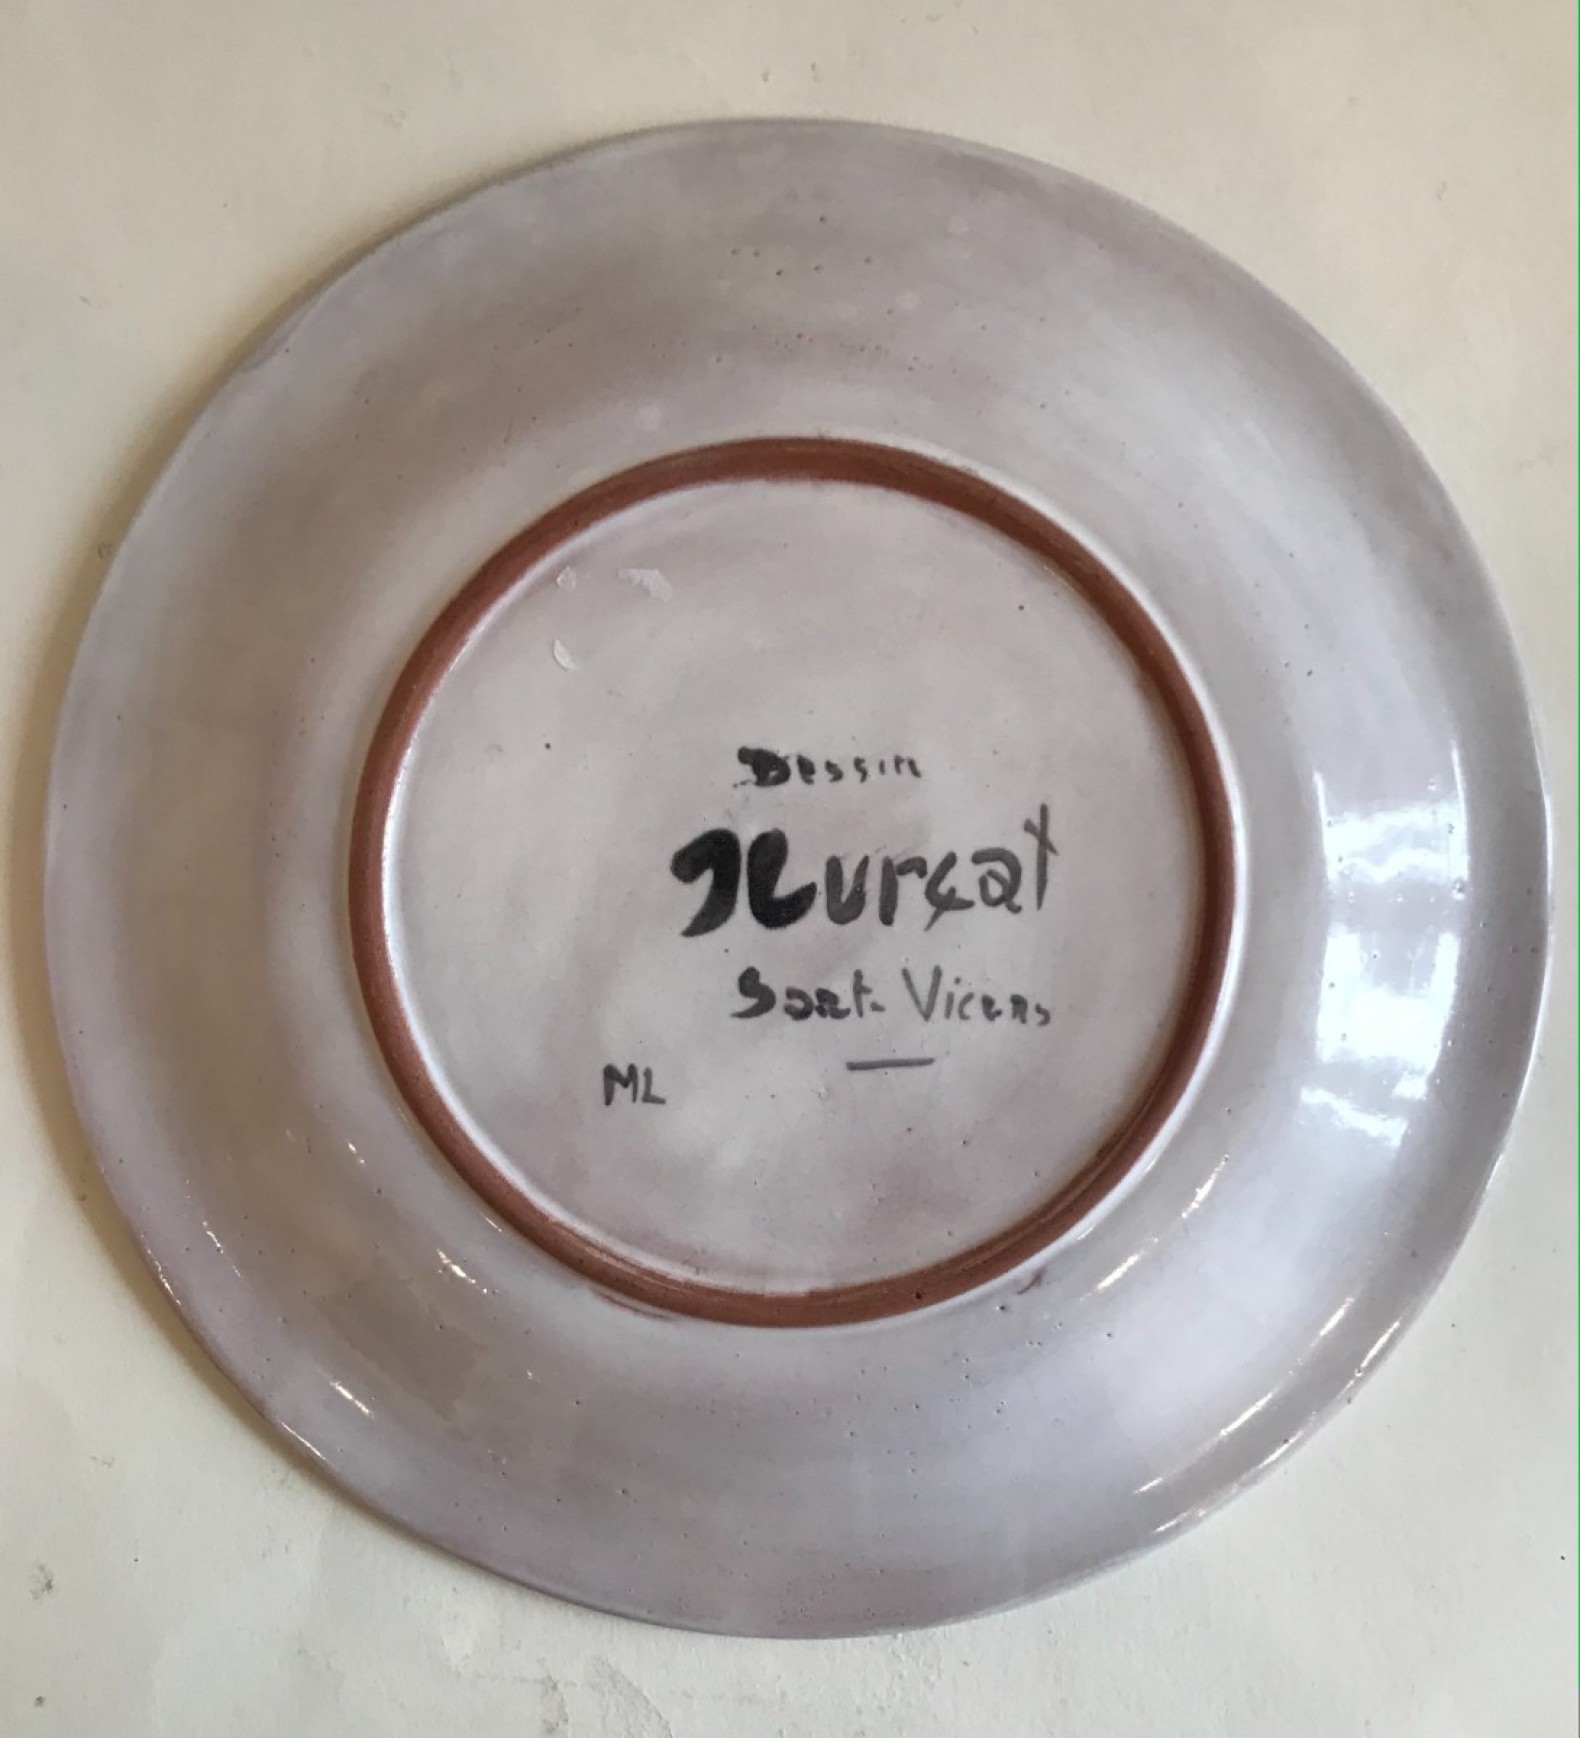 Dessin
Lurçat
Sant-Vicens
ML